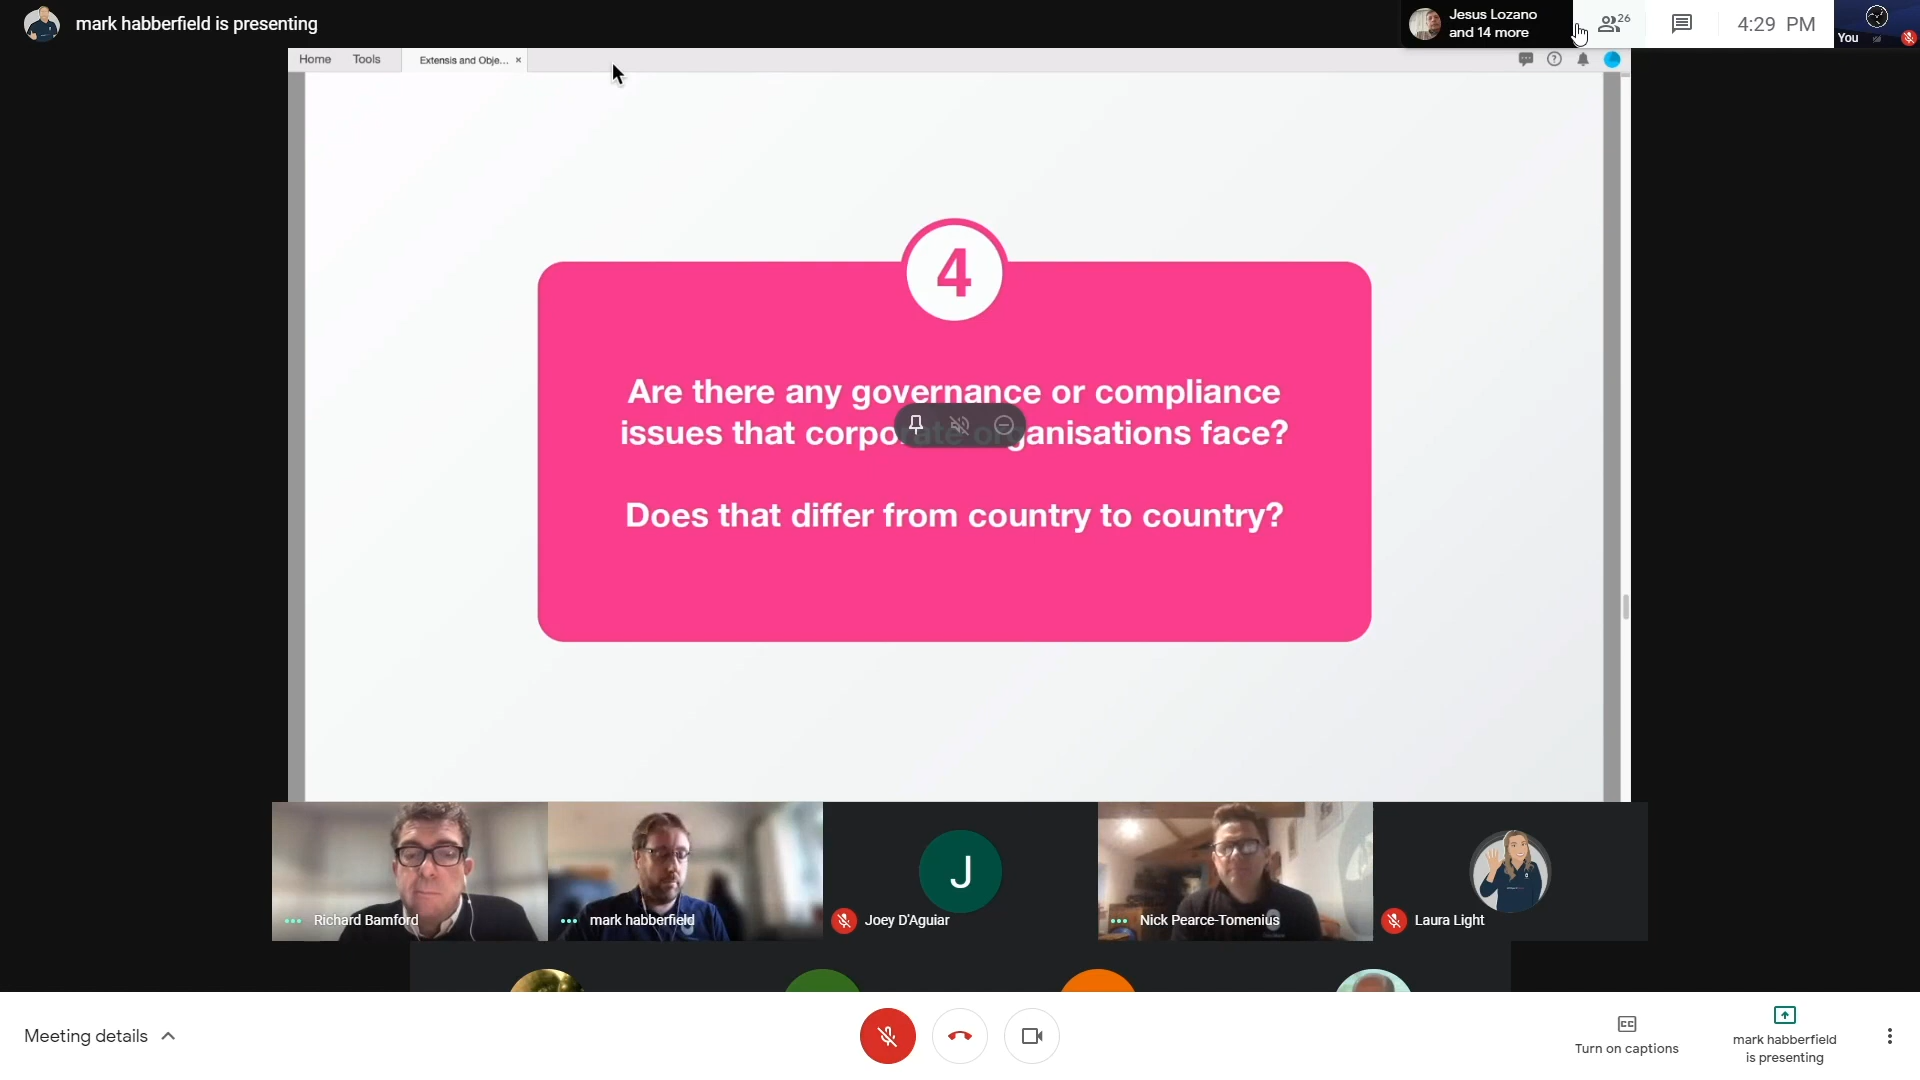 mark habberfield is presenting
Jesus Lozano
and 14 more
26
4:29 PM
You
Home
Tools
Extensis and Obje...
4
Are there any governance or compliance
issues that corporate organisations face?
Does that differ from country to country?
Richard Bamford
mark habberfield
J
Joey D'Aguiar
Nick Pearce-Tomenius
Laura Light
Meeting details
Turn on captions
mark habberfield
is presenting